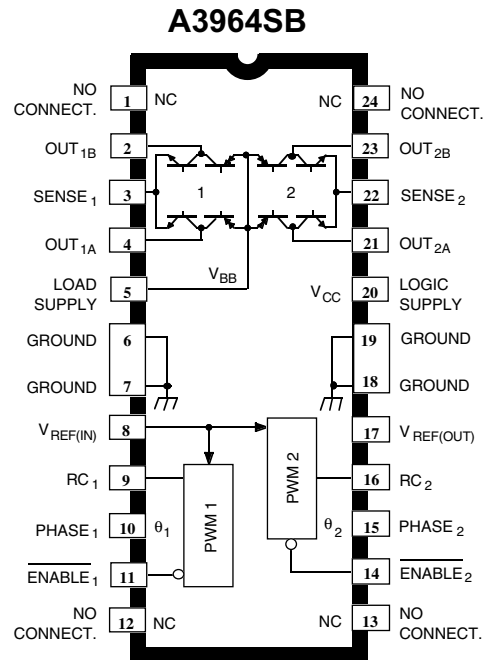 A3964SB
NO CONNECT. 1 NC NC 24 NO CONNECT.
OUT1B 2 23 OUT2B
SENSE1 3 1 2 22 SENSE2
OUT1A 4 21 OUT2A
LOAD SUPPLY 5 VBB VCC 20 LOGIC SUPPLY
GROUND 6 19 GROUND
GROUND 7 18 GROUND
VREF(IN) 8 17 VREF(OUT)
RC1 9 PWM 1 PWM 2 16 RC2
PHASE1 10 θ1 θ2 15 PHASE2
ENABLE1 11 14 ENABLE2
NO CONNECT. 12 NC NC 13 NO CONNECT.